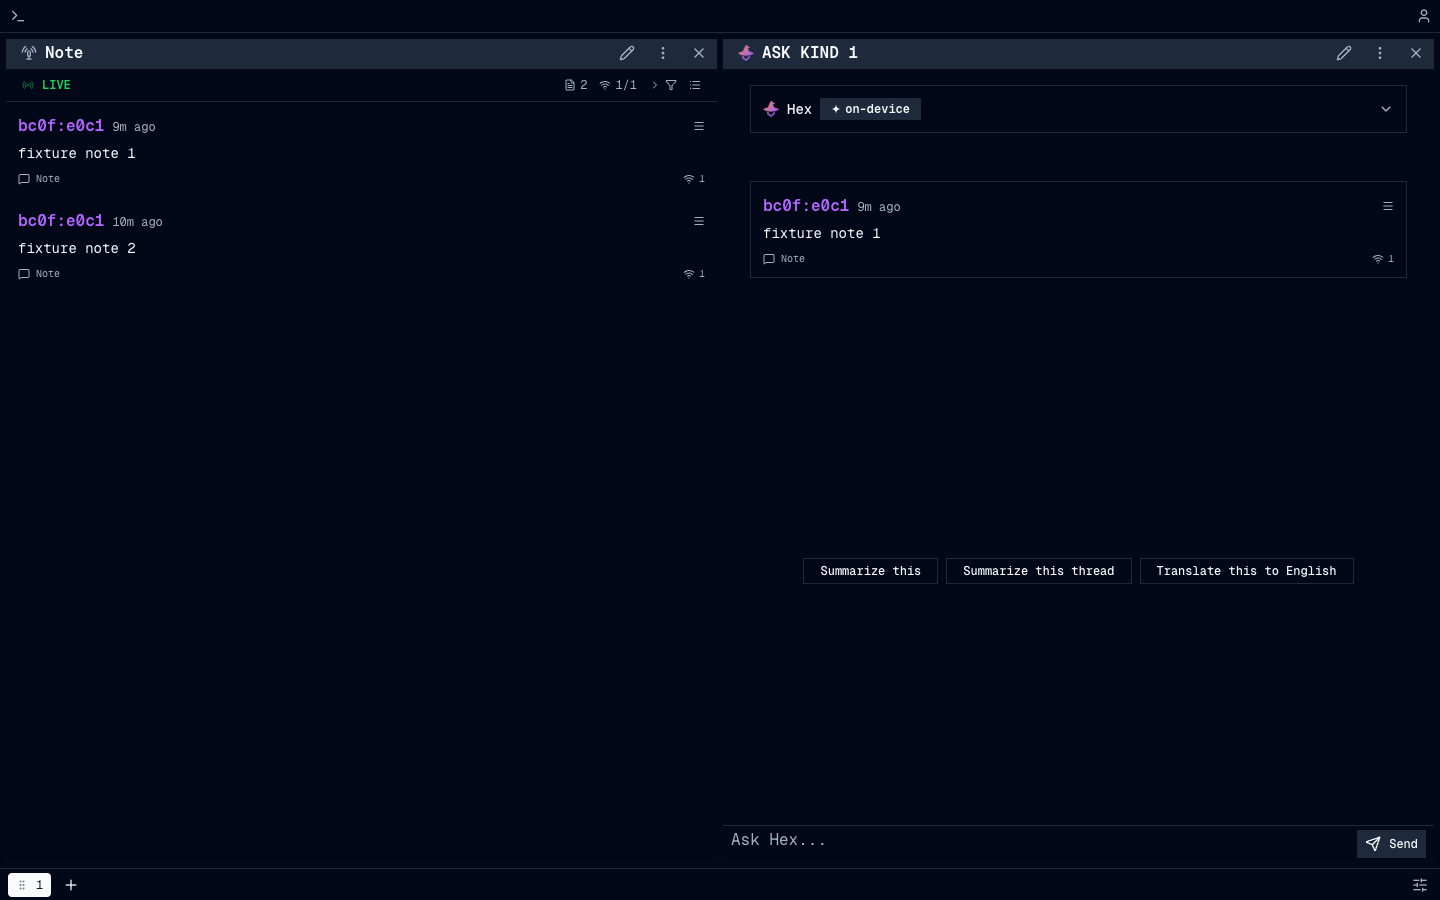 Note
LIVE
2
1/1
bc0f:e0c1 9m ago
fixture note 1
Note
1
bc0f:e0c1 10m ago
fixture note 2
Note
1
ASK KIND 1
Hex
on-device
bc0f:e0c1 9m ago
fixture note 1
Note
1
Summarize this
Summarize this thread
Translate this to English
Ask Hex...
Send
1